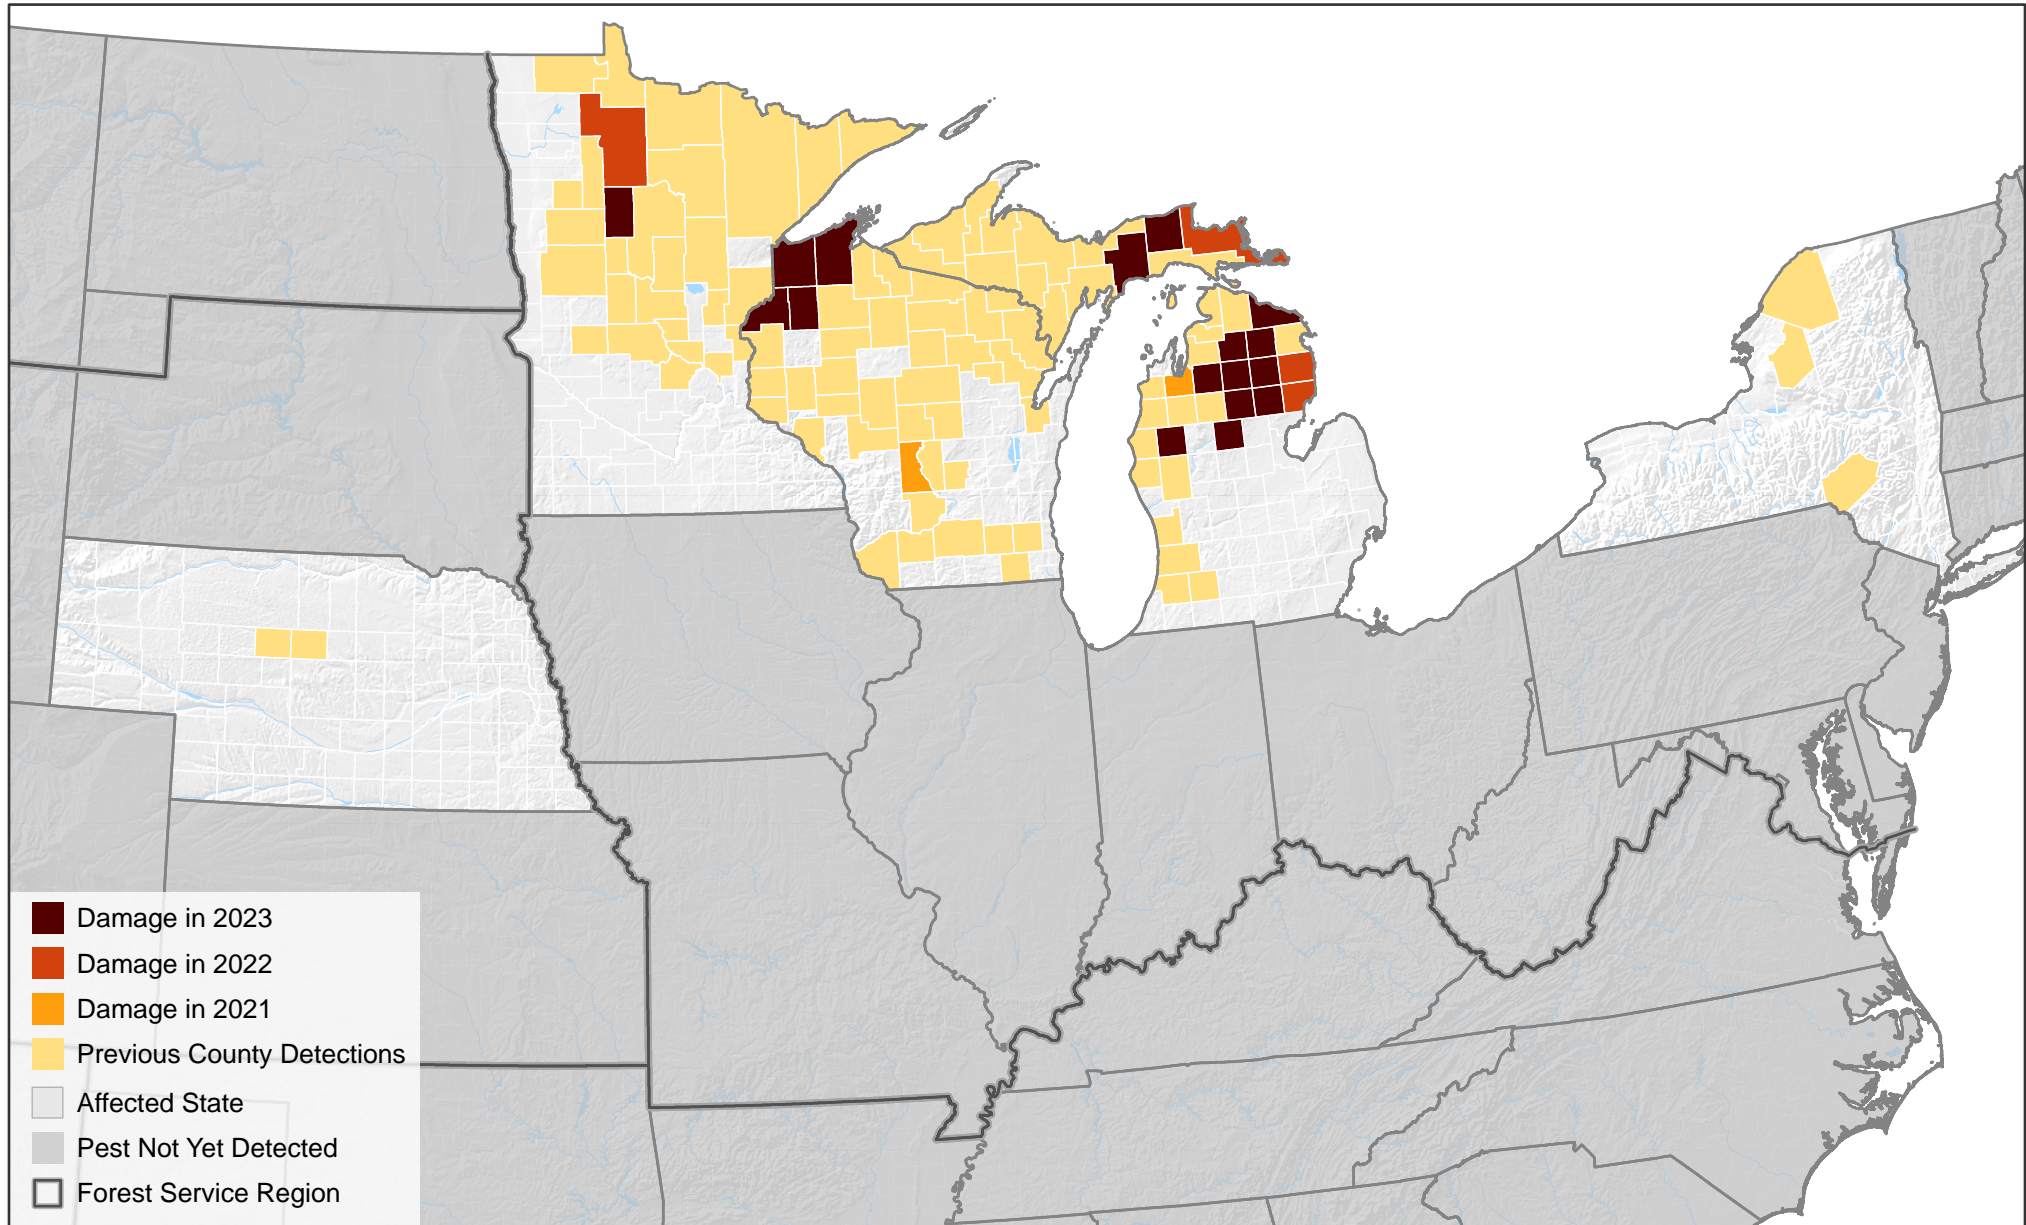 Damage in 2023
Damage in 2022
Damage in 2021
Previous County Detections
Affected State
Pest Not Yet Detected
Forest Service Region